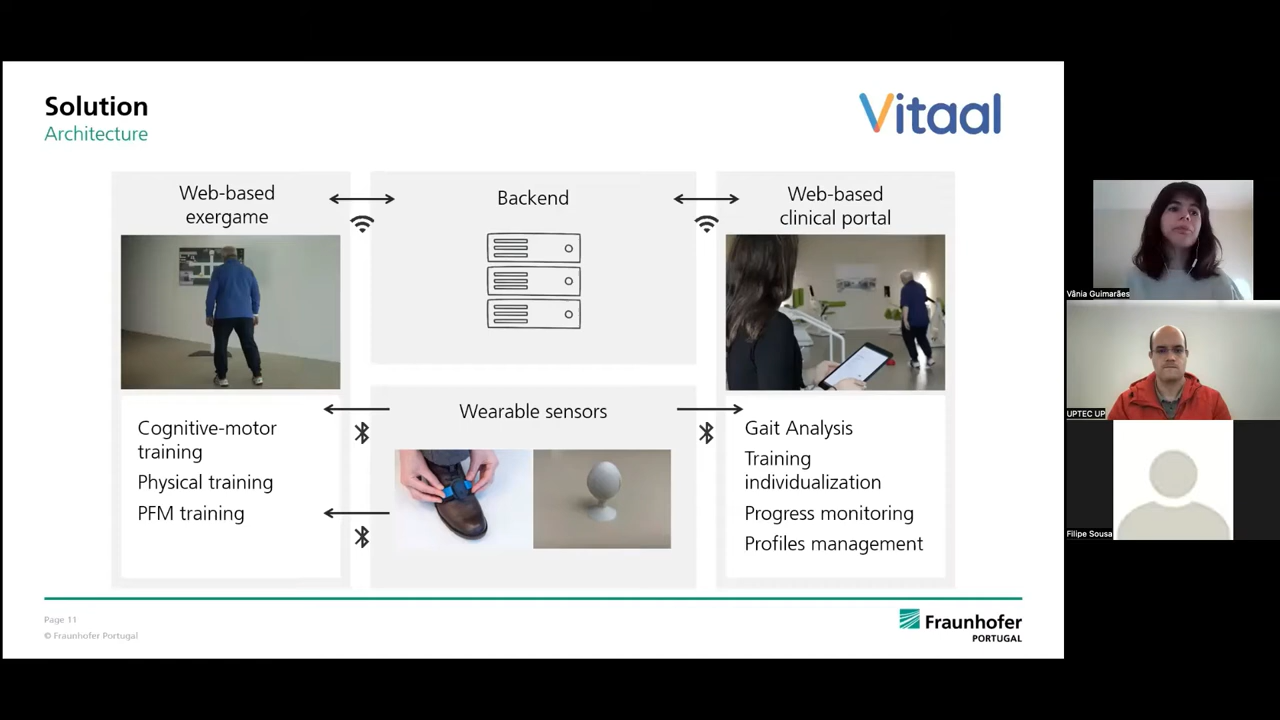 Solution
Architecture
Vitaal
Web-based
exergame
Backend
Web-based
clinical portal
Wearable sensors
Cognitive-motor
training
Physical training
PFM training
Gait Analysis
Training
individualization
Progress monitoring
Profiles management
Page 11
© Fraunhofer Portugal
Fraunhofer
PORTUGAL
Vânia Guimarães
UPTEC UP
Filipe Sousa